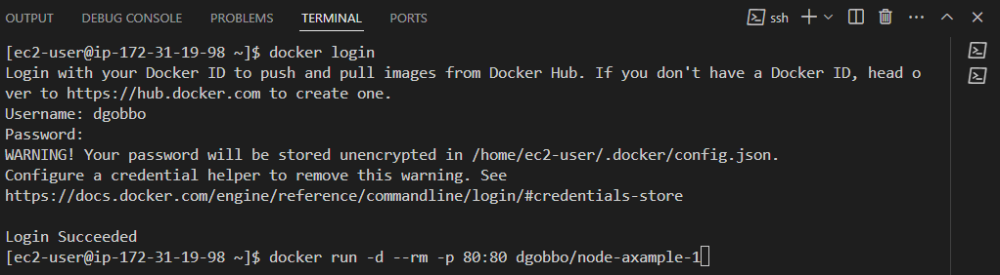 OUTPUT DEBUG CONSOLE PROBLEMS TERMINAL PORTS ssh
[ec2-user@ip-172-31-19-98 ~]$ docker login
Login with your Docker ID to push and pull images from Docker Hub. If you don't have a Docker ID, head o
ver to https://hub.docker.com to create one.
Username: dgobbo
Password:
WARNING! Your password will be stored unencrypted in /home/ec2-user/.docker/config.json.
Configure a credential helper to remove this warning. See
https://docs.docker.com/engine/reference/commandline/login/#credentials-store
Login Succeeded
[ec2-user@ip-172-31-19-98 ~]$ docker run -d --rm -p 80:80 dgobbo/node-axample-1